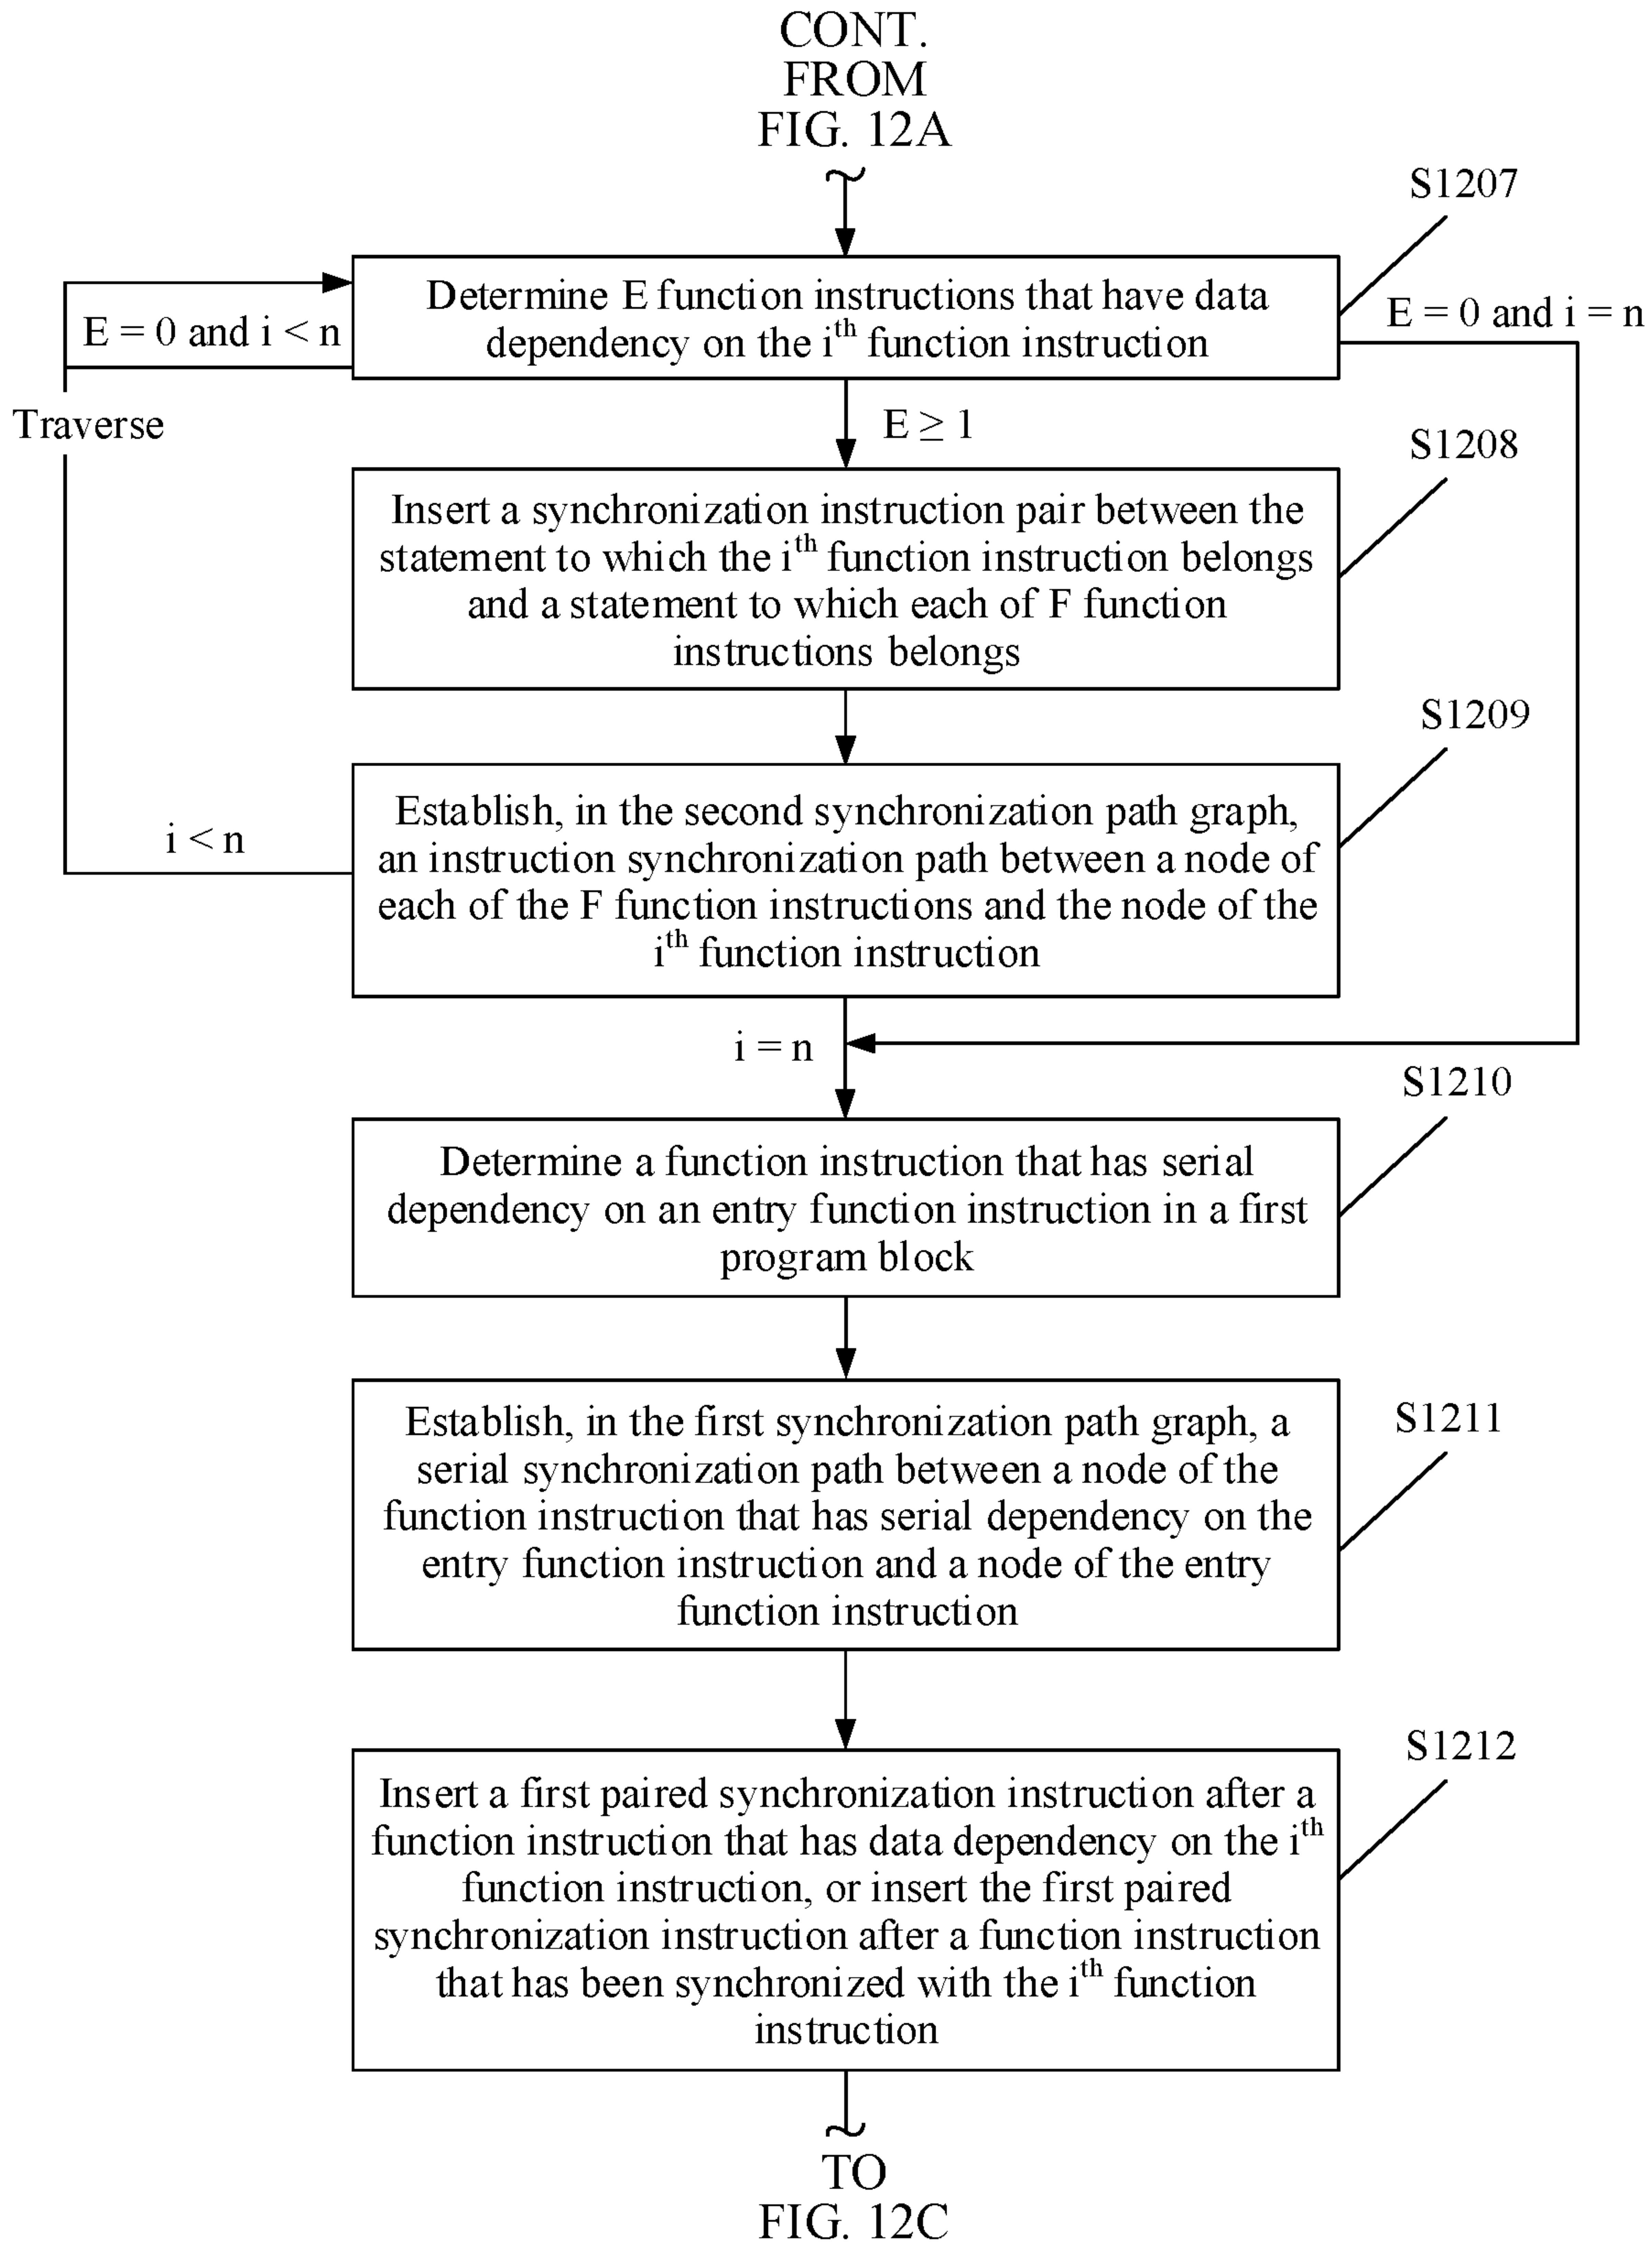 CONT.
FROM
FIG. 12A
S1207
Determine E function instructions that have data
dependency on the ith function instruction
E = 0 and i < n
E = 0 and i = n
Traverse
E ≥ 1
S1208
Insert a synchronization instruction pair between the
statement to which the ith function instruction belongs
and a statement to which each of F function
instructions belongs
S1209
Establish, in the second synchronization path graph,
an instruction synchronization path between a node of
each of the F function instructions and the node of the
ith function instruction
i < n
i = n
S1210
Determine a function instruction that has serial
dependency on an entry function instruction in a first
program block
S1211
Establish, in the first synchronization path graph, a
serial synchronization path between a node of the
function instruction that has serial dependency on the
entry function instruction and a node of the entry
function instruction
S1212
Insert a first paired synchronization instruction after a
function instruction that has data dependency on the ith
function instruction, or insert the first paired
synchronization instruction after a function instruction
that has been synchronized with the ith function
instruction
TO
FIG. 12C